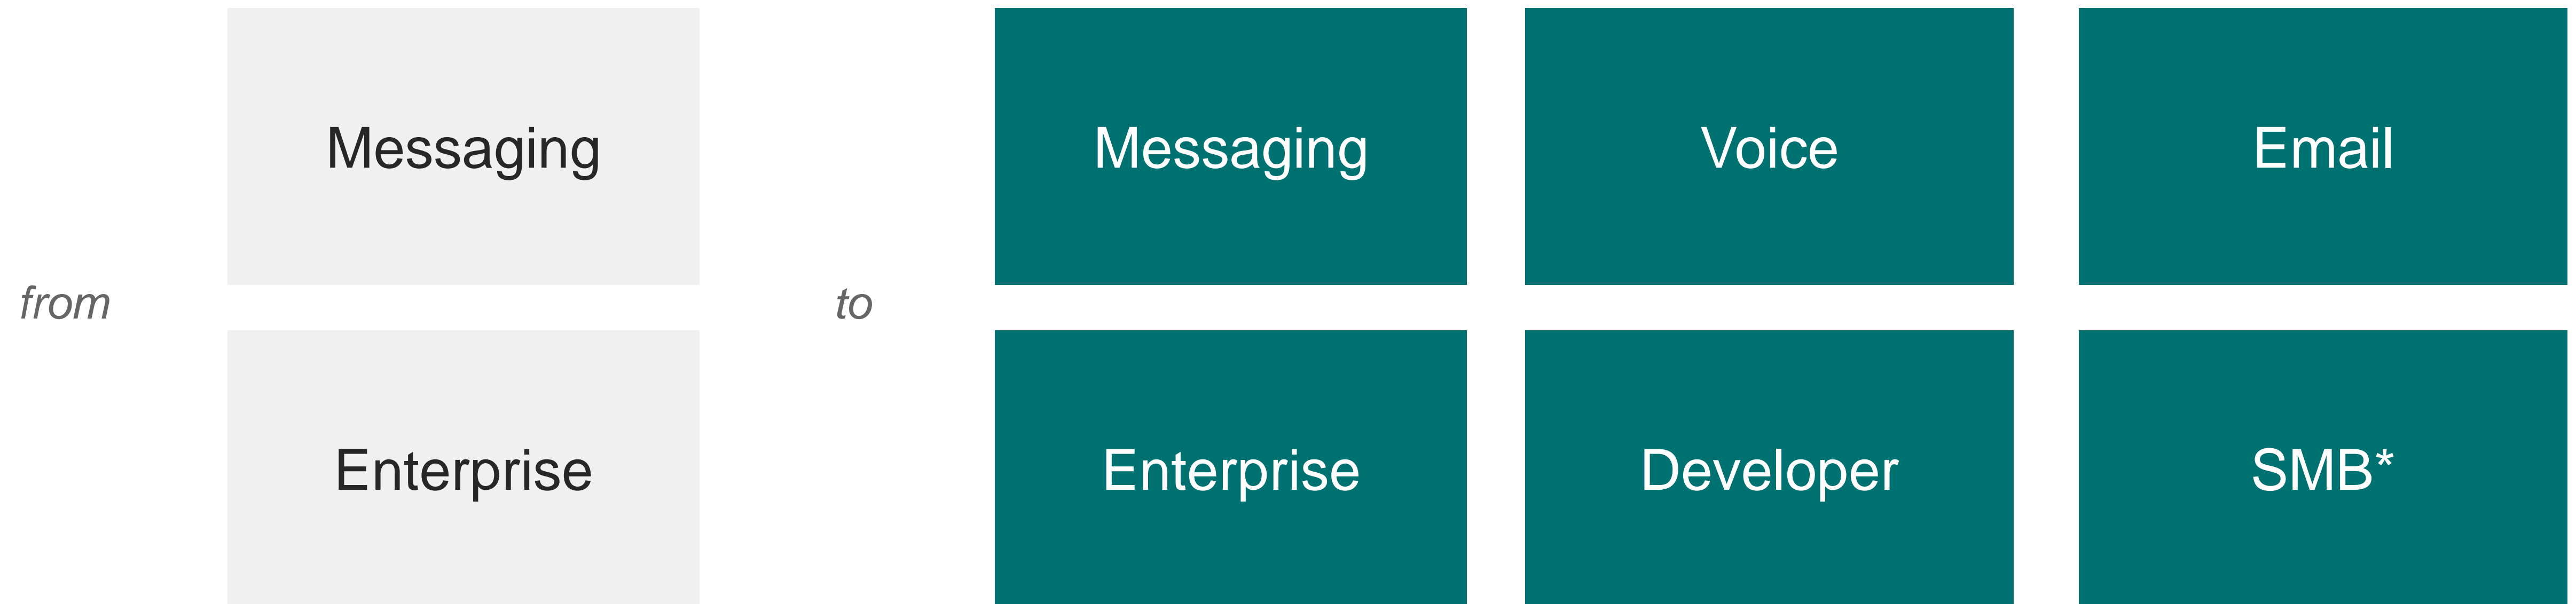 Messaging
Messaging
Voice
Email
from
to
Enterprise
Enterprise
Developer
SMB*